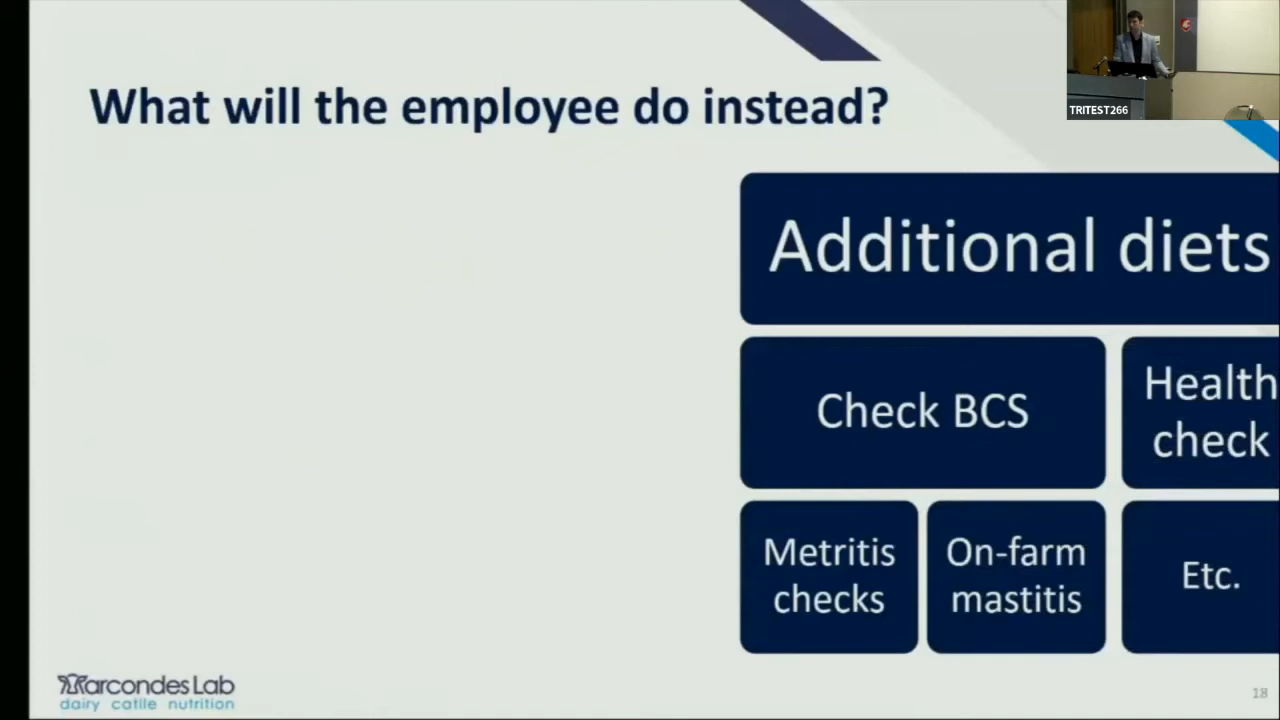 What will the employee do instead?
TRITEST266
Additional diets
Check BCS
Health
check
Metritis
checks
On-farm
mastitis
Etc.
Marcondes Lab
dairy cattle nutrition
18